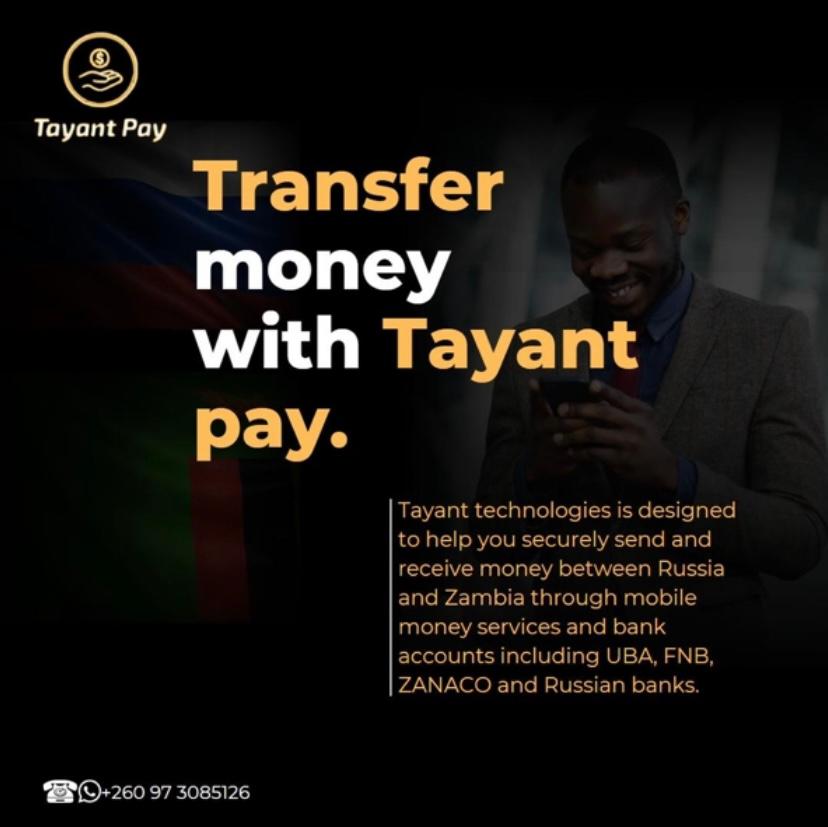 Tayant Pay
Transfer
money
with Tayant
pay.
Tayant technologies is designed
to help you securely send and
receive money between Russia
and Zambia through mobile
money services and bank
accounts including UBA, FNB,
ZANACO and Russian banks.
+260 97 3085126